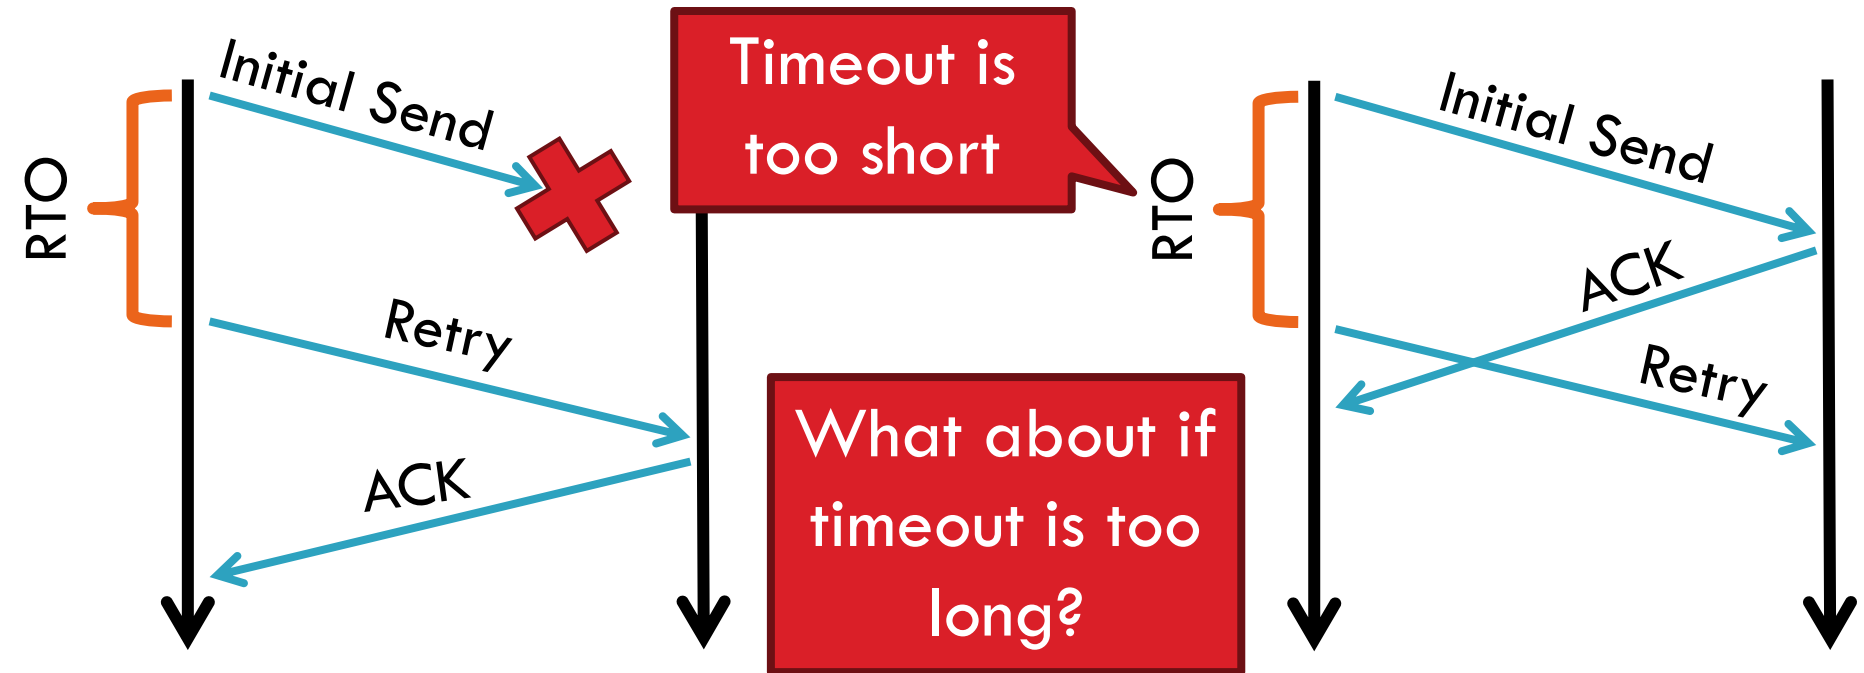 RTO
Initial Send
Retry
ACK
Timeout is
too short
What about if
timeout is too
long?
RTO
Initial Send
ACK
Retry